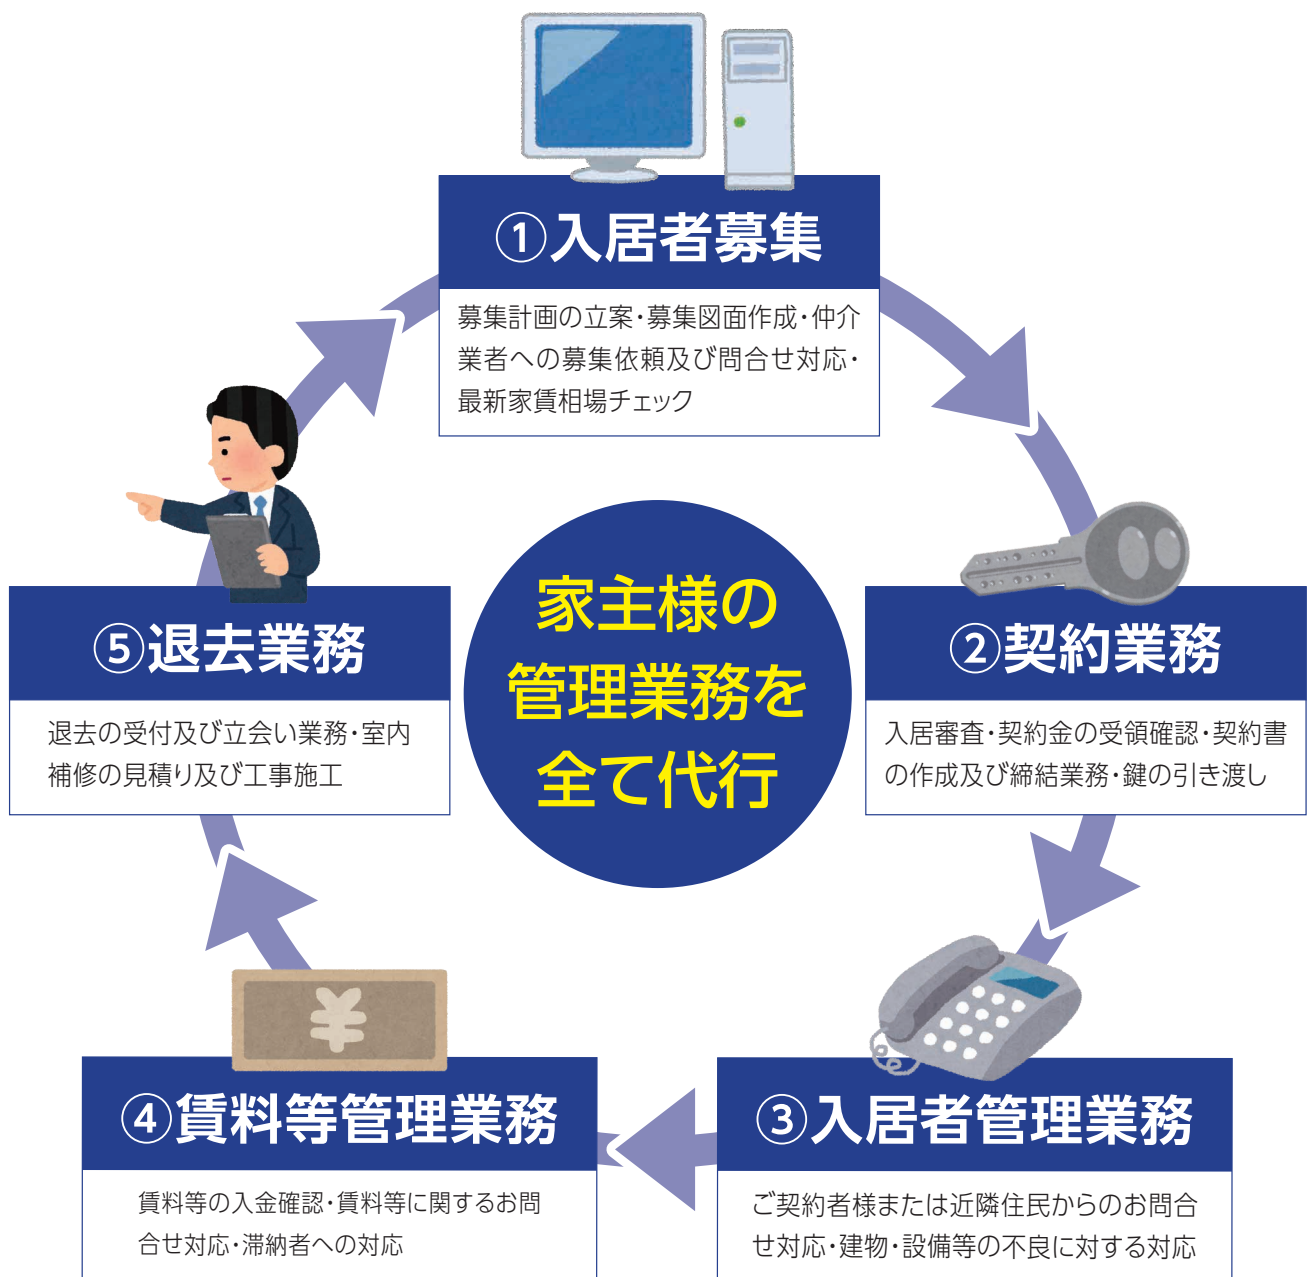 ①入居者募集
募集計画の立案・募集図面作成・仲介
業者への募集依頼及び問合せ対応・
最新家賃相場チェック
家主様の
管理業務を
全て代行
②契約業務
入居審査・契約金の受領確認・契約書
の作成及び締結業務・鍵の引き渡し
③入居者管理業務
ご契約者様または近隣住民からのお問合
せ対応・建物・設備等の不良に対する対応
④賃料等管理業務
賃料等の入金確認・賃料等に関するお問
合せ対応・滞納者への対応
⑤退去業務
退去の受付及び立会い業務・室内
補修の見積り及び工事施工
¥